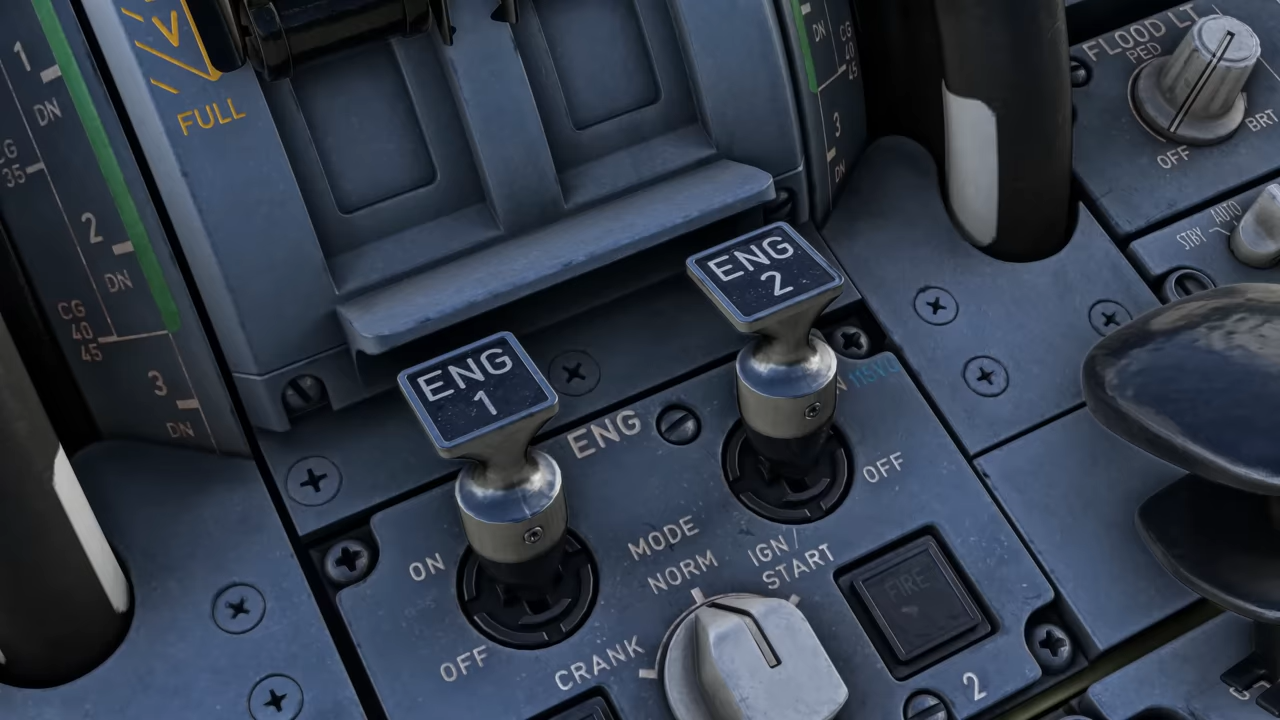 1
DN
CG
35
2
DN
CG
40
45
3
DN
FULL
DN
CG
40
45
3
DN
FLOOD LT
PED
OFF
BRT
AUTO
STBY
ENG
1
ENG
2
ENG
115VU
ON
OFF
OFF
MODE
NORM
IGN/
START
CRANK
FIRE
2